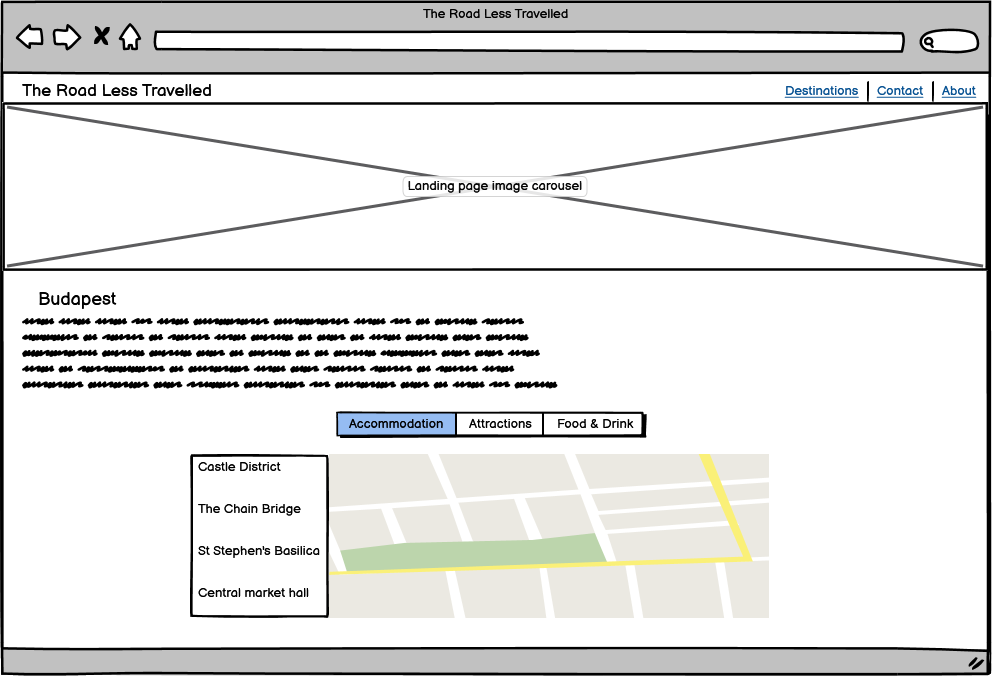 The Road Less Travelled
The Road Less Travelled
Destinations Contact About
Landing page image carousel
Budapest
Accommodation Attractions Food & Drink
Castle District
The Chain Bridge
St Stephen's Basilica
Central market hall